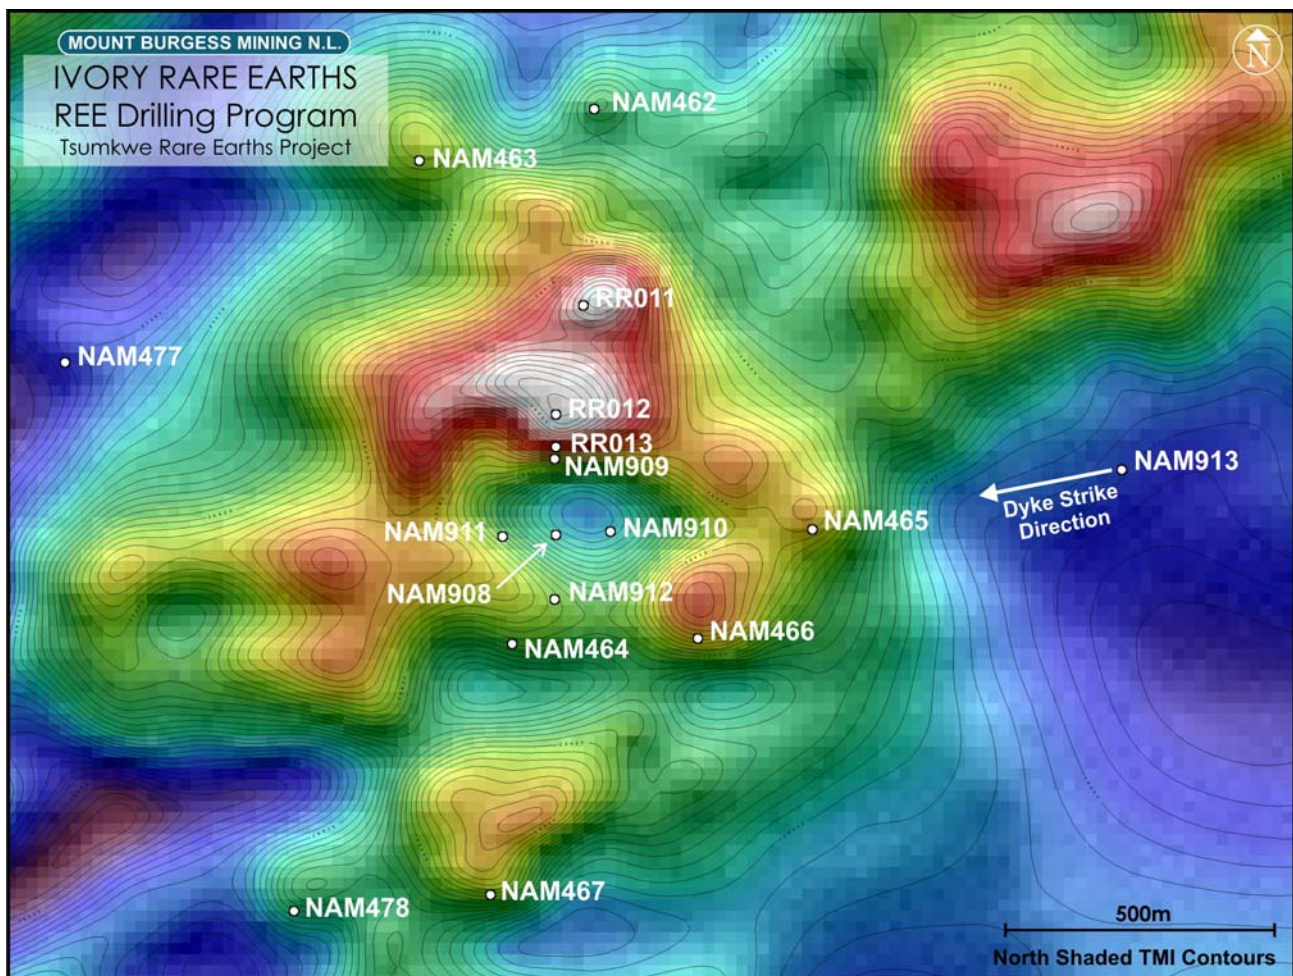 MOUNT BURGESS MINING N.L.
IVORY RARE EARTHS
REE Drilling Program
Tsumkwe Rare Earths Project
N
NAM462
NAM463
RR011
NAM477
RR012
RR013
NAM909
NAM913
Dyke Strike
Direction
NAM911
NAM910
NAM465
NAM908
NAM912
NAM466
NAM464
NAM467
NAM478
500m
North Shaded TMI Contours